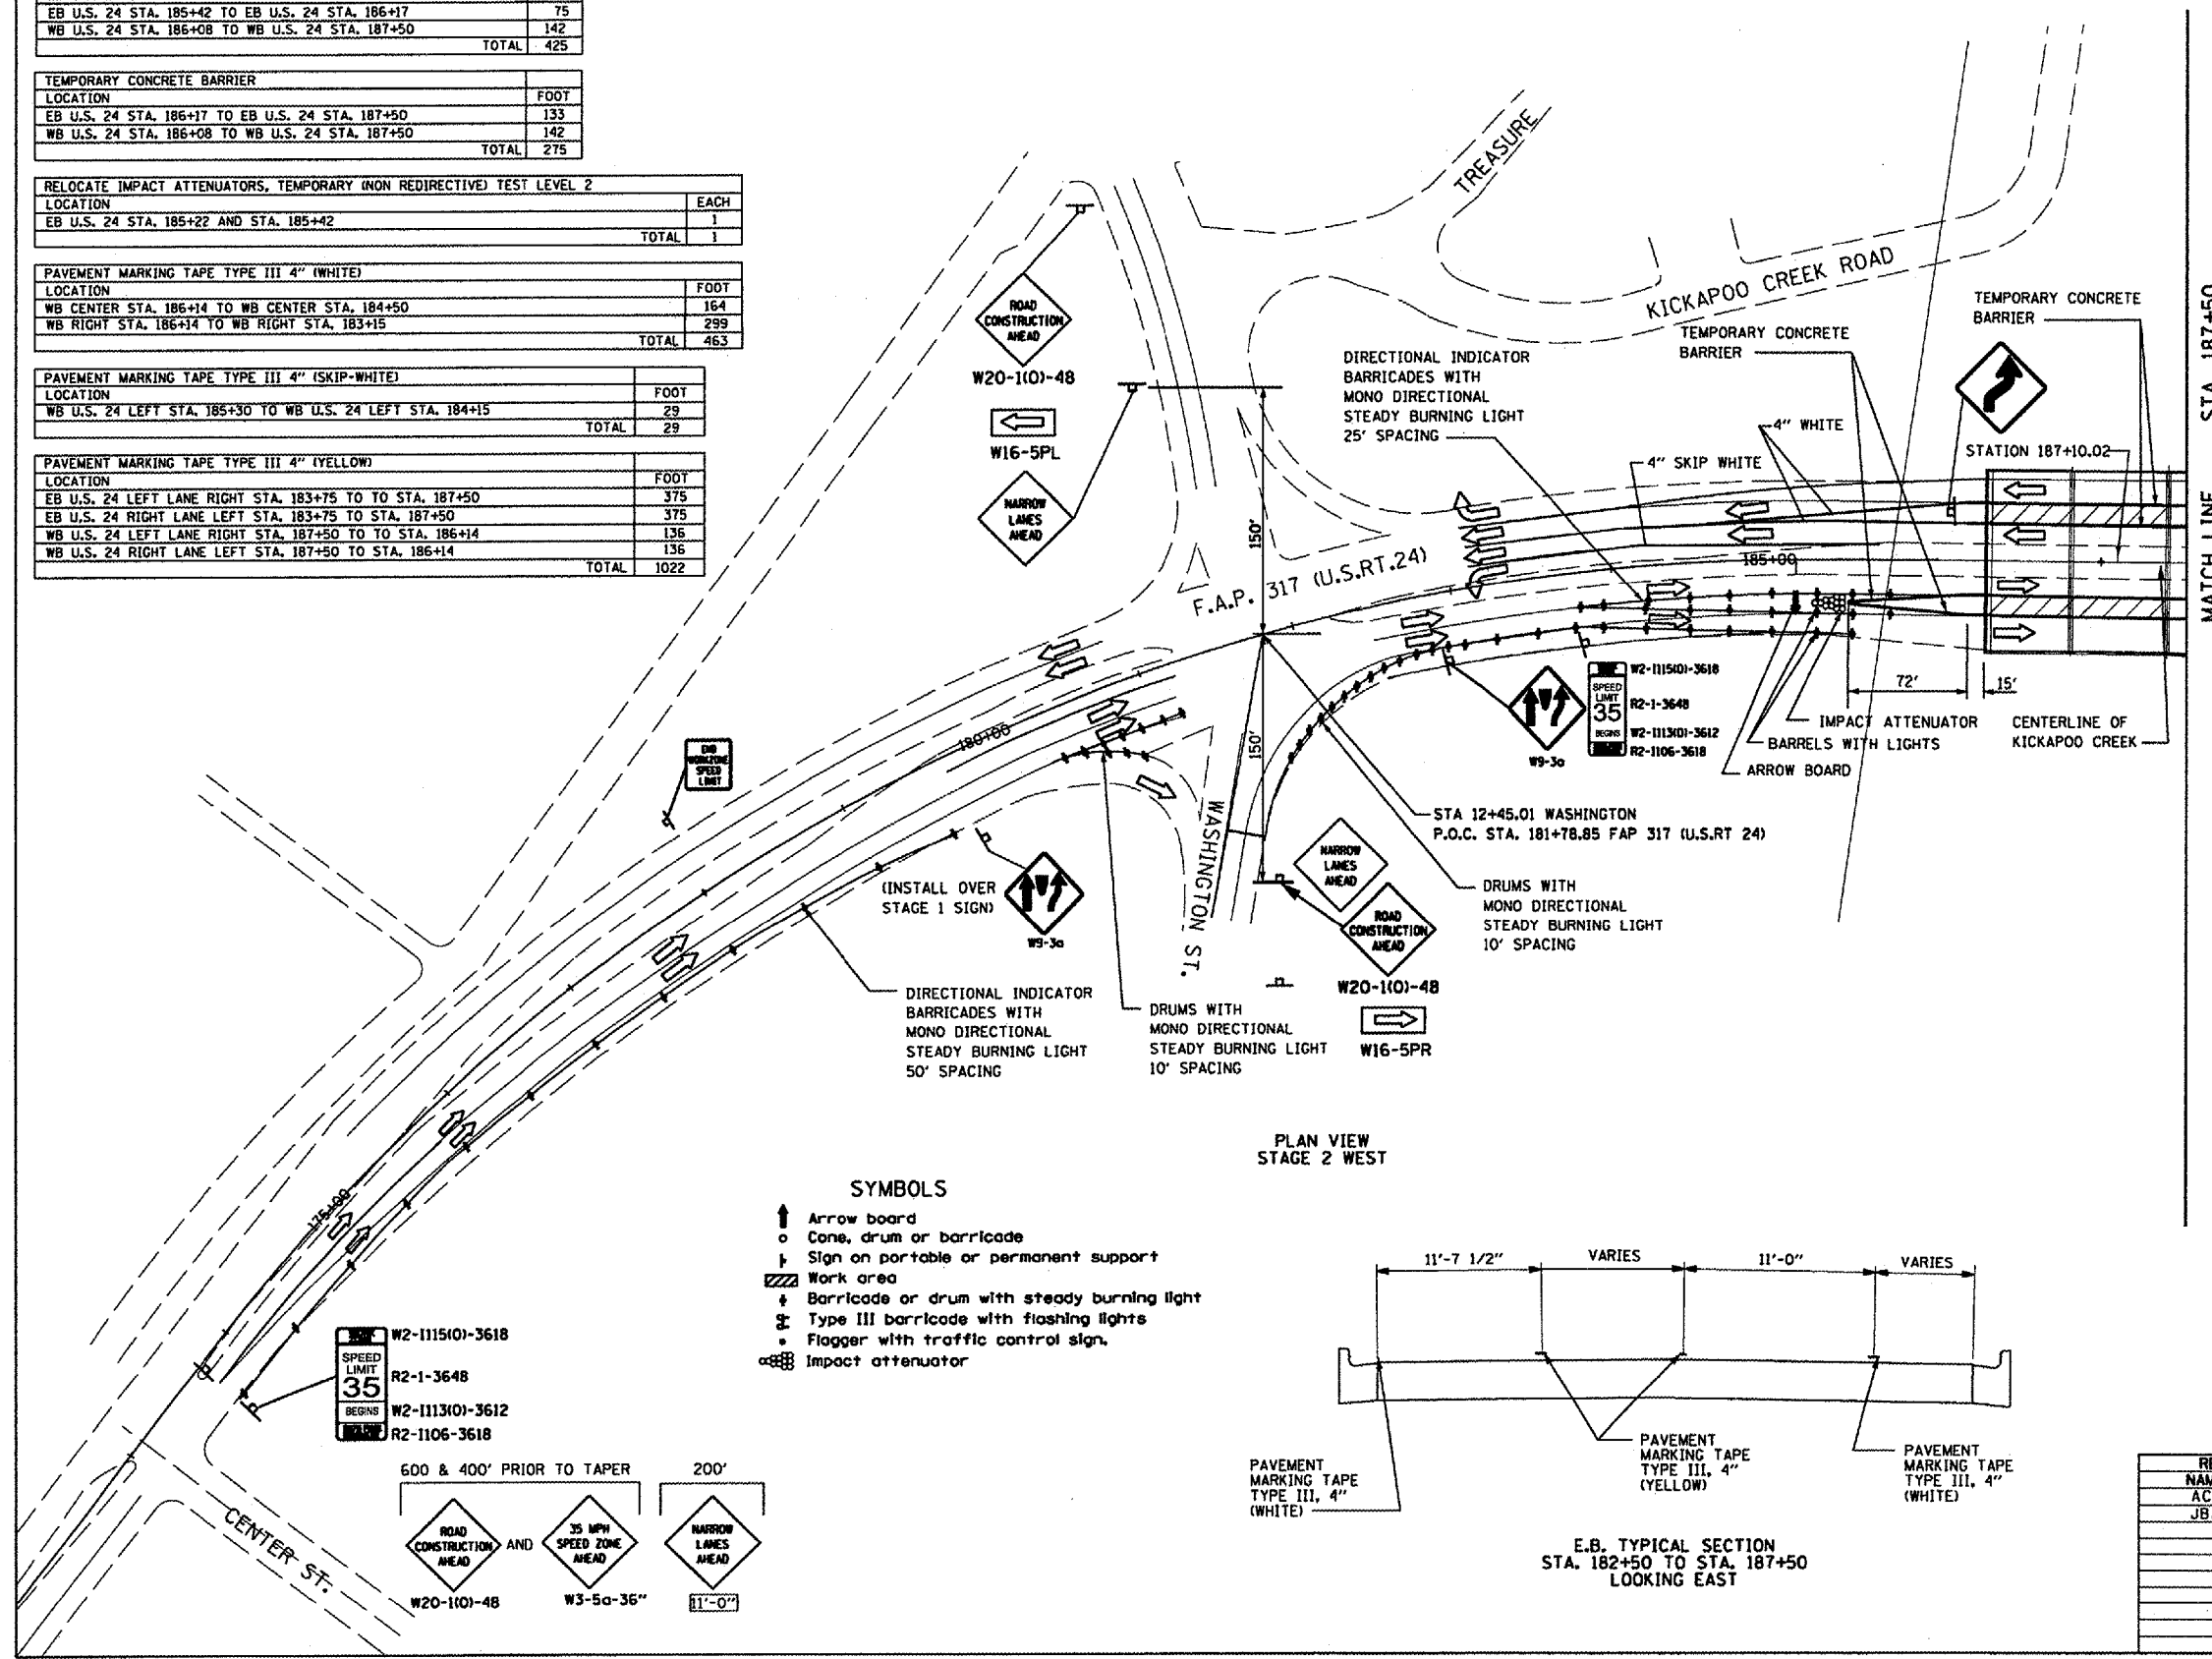 EB U.S. 24 STA. 185+42 TO EB U.S. 24 STA. 186+17 75
WB U.S. 24 STA. 186+08 TO WB U.S. 24 STA. 187+50 142
TOTAL 425
TEMPORARY CONCRETE BARRIER
LOCATION FOOT
EB U.S. 24 STA. 186+17 TO EB U.S. 24 STA. 187+50 133
WB U.S. 24 STA. 186+08 TO WB U.S. 24 STA. 187+50 142
TOTAL 275
RELOCATE IMPACT ATTENUATORS, TEMPORARY (NON REDIRECTIVE) TEST LEVEL 2
LOCATION EACH
EB U.S. 24 STA. 185+22 AND STA. 185+42 1
TOTAL 1
PAVEMENT MARKING TAPE TYPE III 4" (WHITE)
LOCATION FOOT
WB CENTER STA. 186+14 TO WB CENTER STA. 184+50 164
WB RIGHT STA. 186+14 TO WB RIGHT STA. 183+15 299
TOTAL 463
PAVEMENT MARKING TAPE TYPE III 4" (SKIP-WHITE)
LOCATION FOOT
WB U.S. 24 LEFT STA. 185+30 TO WB U.S. 24 LEFT STA. 184+15 29
TOTAL 29
PAVEMENT MARKING TAPE TYPE III 4" (YELLOW)
LOCATION FOOT
EB U.S. 24 LEFT LANE RIGHT STA. 183+75 TO TO STA. 187+50 375
EB U.S. 24 RIGHT LANE LEFT STA. 183+75 TO STA. 187+50 375
WB U.S. 24 LEFT LANE RIGHT STA. 187+50 TO TO STA. 186+14 136
WB U.S. 24 RIGHT LANE LEFT STA. 187+50 TO STA. 186+14 136
TOTAL 1022
TREASURE
KICKAPOO CREEK ROAD
ROAD
CONSTRUCTION
AHEAD
W20-1(O)-48
W16-5PL
NARROW
LANES
AHEAD
DIRECTIONAL INDICATOR
BARRICADES WITH
MONO DIRECTIONAL
STEADY BURNING LIGHT
25' SPACING
TEMPORARY CONCRETE
BARRIER
TEMPORARY CONCRETE
BARRIER
4" WHITE
4" SKIP WHITE
STATION 187+10.02
MATCH LINE STA 187+50
150'
F.A.P. 317 (U.S.RT.24)
185+00
180+00
175+00
150'
72'
15'
W2-I115(O)-3618
SPEED
LIMIT
35
BEGINS
R2-1-3648
W2-I113(O)-3612
R2-I106-3618
W9-3a
IMPACT ATTENUATOR
BARRELS WITH LIGHTS
ARROW BOARD
CENTERLINE OF
KICKAPOO CREEK
STA 12+45.01 WASHINGTON
P.O.C. STA. 181+78.85 FAP 317 (U.S.RT 24)
END
WORKZONE
SPEED
LIMIT
WASHINGTON ST.
(INSTALL OVER
STAGE 1 SIGN)
W9-3a
NARROW
LANES
AHEAD
ROAD
CONSTRUCTION
AHEAD
W20-1(O)-48
W16-5PR
DRUMS WITH
MONO DIRECTIONAL
STEADY BURNING LIGHT
10' SPACING
DIRECTIONAL INDICATOR
BARRICADES WITH
MONO DIRECTIONAL
STEADY BURNING LIGHT
50' SPACING
DRUMS WITH
MONO DIRECTIONAL
STEADY BURNING LIGHT
10' SPACING
PLAN VIEW
STAGE 2 WEST
SYMBOLS
Arrow board
Cone, drum or barricade
Sign on portable or permanent support
Work area
Barricade or drum with steady burning light
Type III barricade with flashing lights
Flagger with traffic control sign.
Impact attenuator
W2-I115(O)-3618
SPEED
LIMIT
35
BEGINS
R2-1-3648
W2-I113(O)-3612
R2-I106-3618
CENTER ST.
600 & 400' PRIOR TO TAPER
200'
ROAD
CONSTRUCTION
AHEAD
AND
35 MPH
SPEED ZONE
AHEAD
NARROW
LANES
AHEAD
W20-1(O)-48
W3-5a-36"
11'-0"
11'-7 1/2"
VARIES
11'-0"
VARIES
PAVEMENT
MARKING TAPE
TYPE III, 4"
(WHITE)
PAVEMENT
MARKING TAPE
TYPE III, 4"
(YELLOW)
PAVEMENT
MARKING TAPE
TYPE III, 4"
(WHITE)
E.B. TYPICAL SECTION
STA. 182+50 TO STA. 187+50
LOOKING EAST